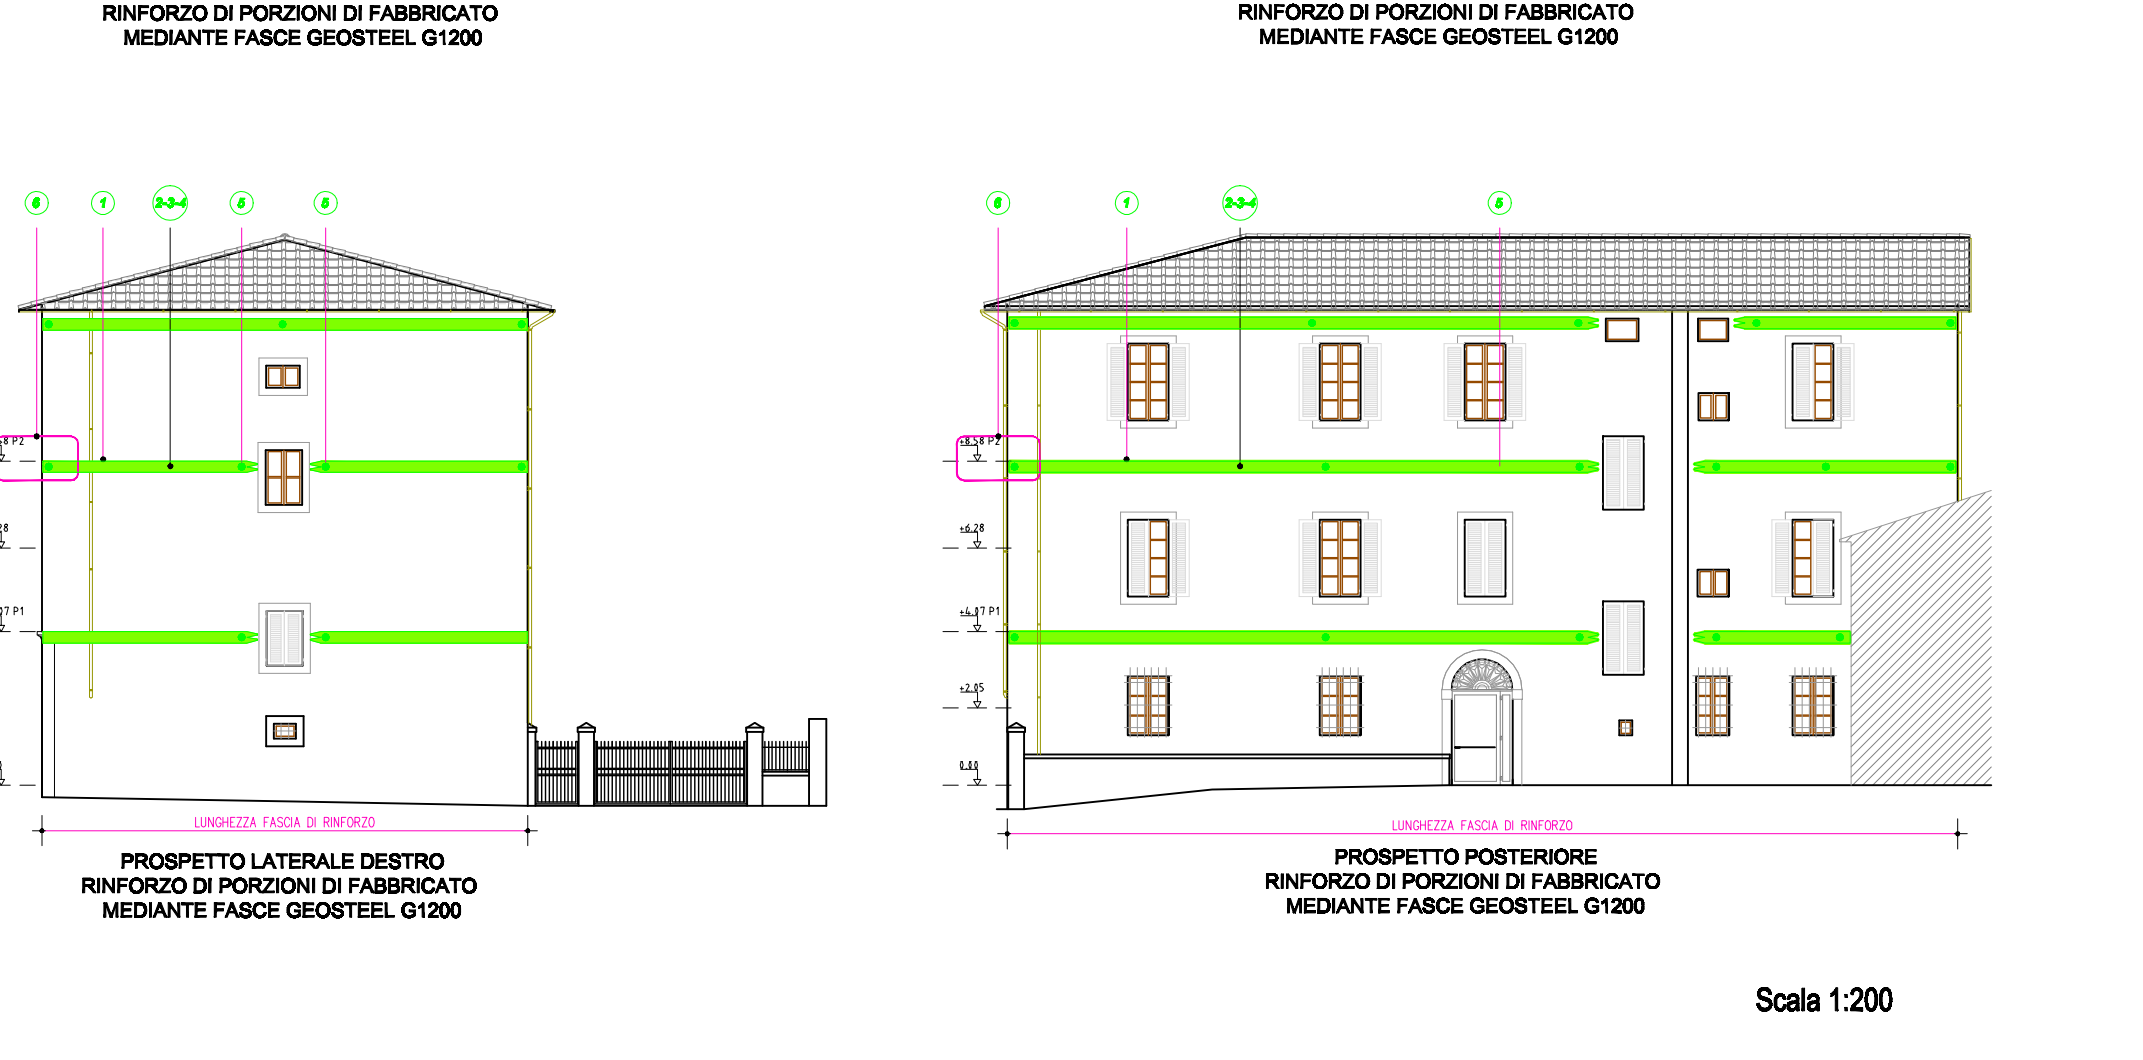 RINFORZO DI PORZIONI DI FABBRICATO
MEDIANTE FASCE GEOSTEEL G1200
RINFORZO DI PORZIONI DI FABBRICATO
MEDIANTE FASCE GEOSTEEL G1200
6
1
2-3-4
5
5
6
1
2-3-4
5
P2
P1
+8.58 P2
+6.28
+4.07 P1
+2.05
0.00
LUNGHEZZA FASCIA DI RINFORZO
PROSPETTO LATERALE DESTRO
RINFORZO DI PORZIONI DI FABBRICATO
MEDIANTE FASCE GEOSTEEL G1200
LUNGHEZZA FASCIA DI RINFORZO
PROSPETTO POSTERIORE
RINFORZO DI PORZIONI DI FABBRICATO
MEDIANTE FASCE GEOSTEEL G1200
Scala 1:200